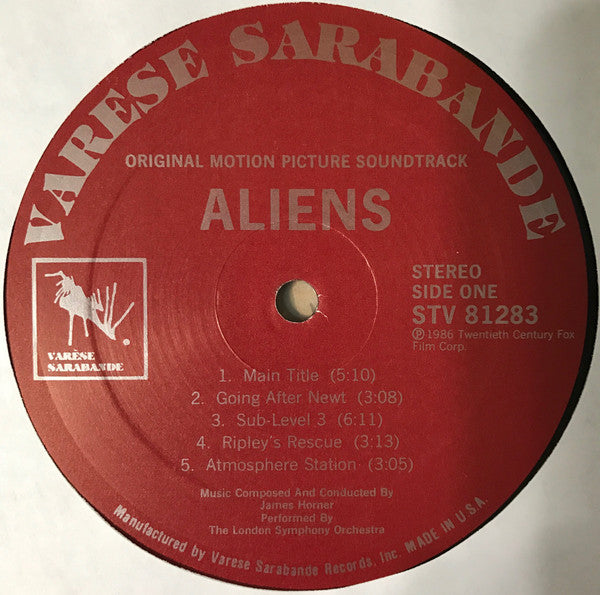 VARESE SARABANDE
ORIGINAL MOTION PICTURE SOUNDTRACK
ALIENS
STEREO
SIDE ONE
STV 81283
℗ 1986 Twentieth Century Fox
Film Corp.
VARÈSE
SARABANDE
1. Main Title (5:10)
2. Going After Newt (3:08)
3. Sub-Level 3 (6:11)
4. Ripley's Rescue (3:13)
5. Atmosphere Station (3:05)
Music Composed And Conducted By
James Horner
Performed By
The London Symphony Orchestra
Manufactured by Varese Sarabande Records, Inc. MADE IN U.S.A.